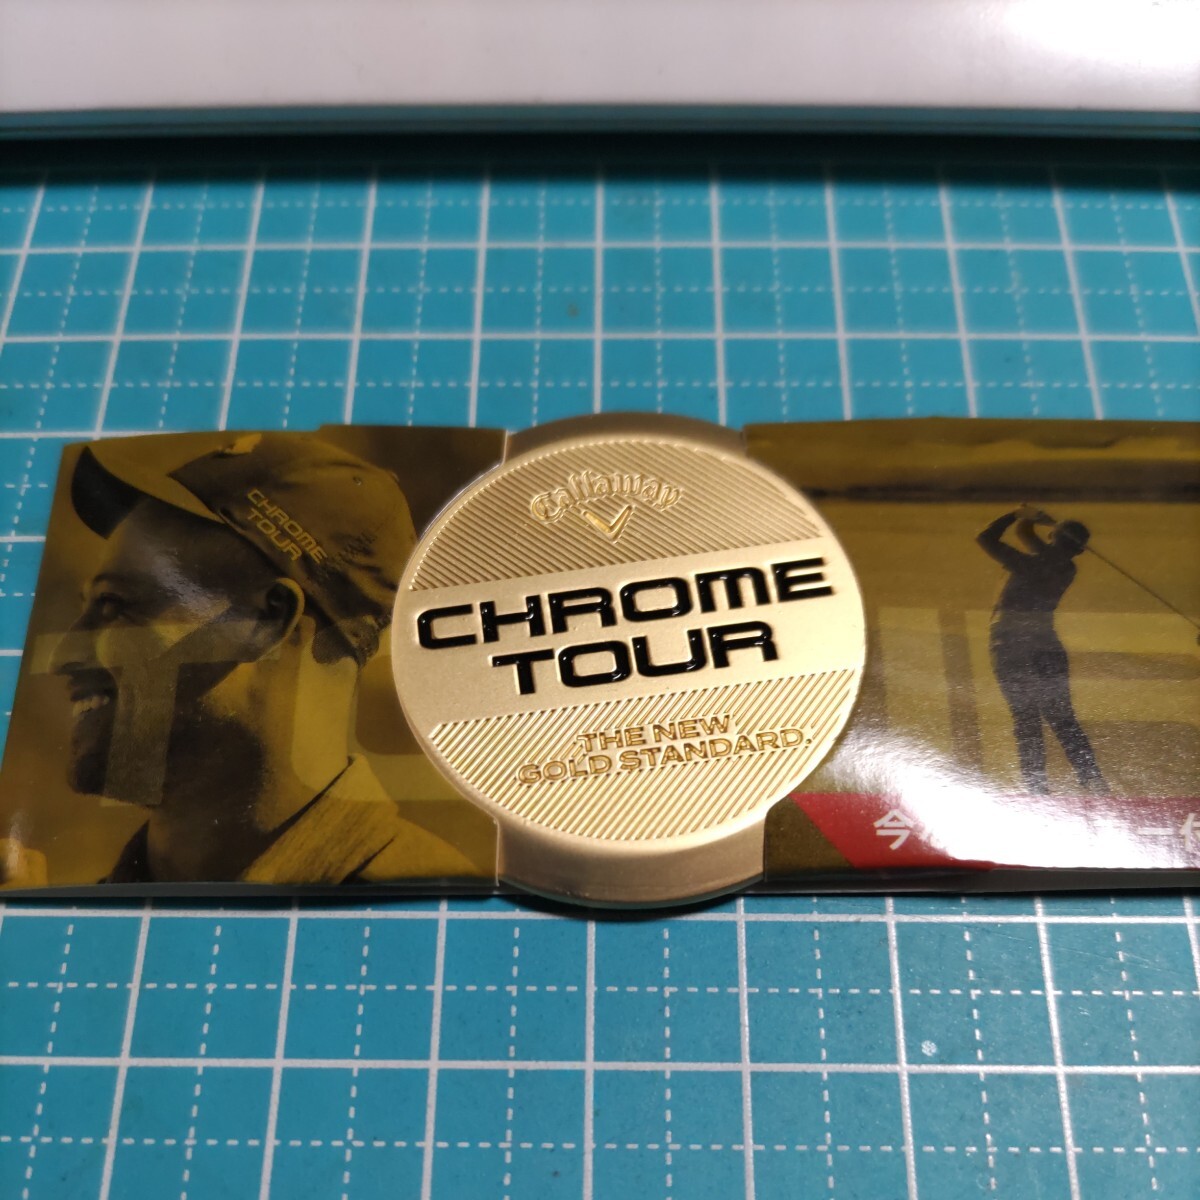 CHROME
TOUR
Callaway
CHROME
TOUR
THE NEW
GOLD STANDARD.
今